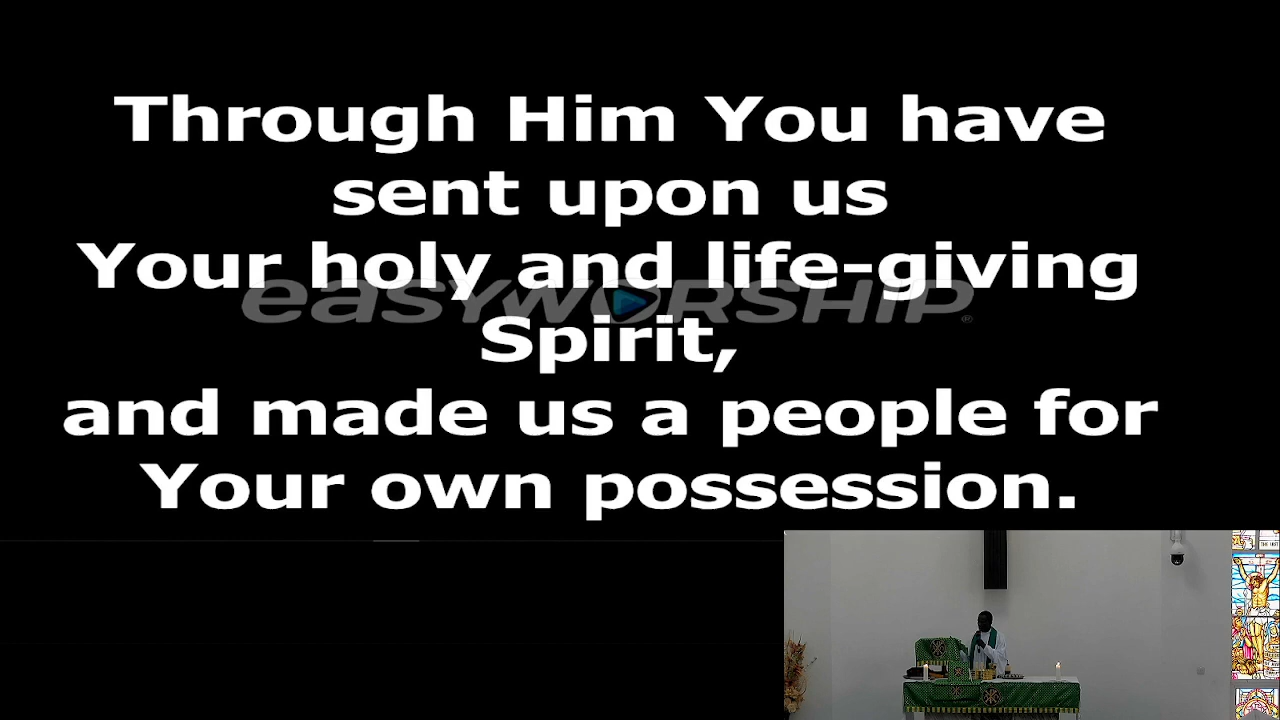 Through Him You have
sent upon us
Your holy and life-giving
easyworship®
Spirit,
and made us a people for
Your own possession.